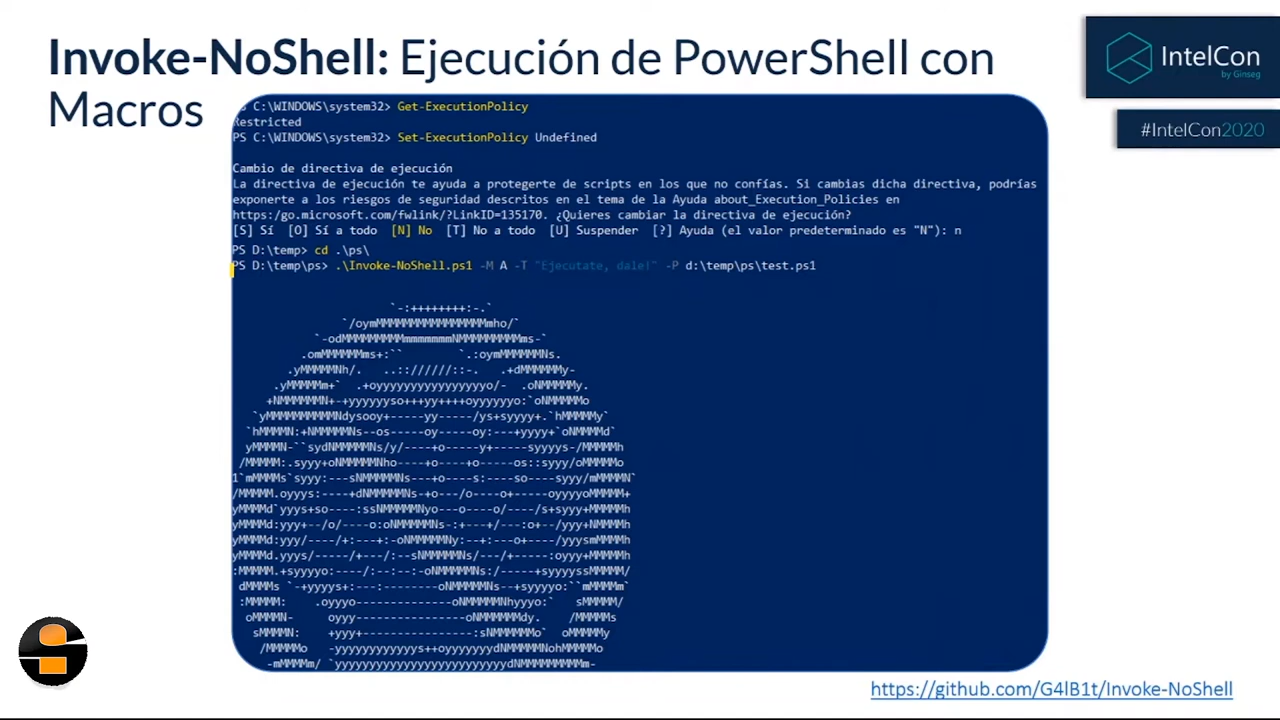 Invoke-NoShell: Ejecución de PowerShell con
Macros
IntelCon
by Ginseg
#IntelCon2020
PS C:\WINDOWS\system32> Get-ExecutionPolicy
Restricted
PS C:\WINDOWS\system32> Set-ExecutionPolicy Undefined
Cambio de directiva de ejecución
La directiva de ejecución te ayuda a protegerte de scripts en los que no confías. Si cambias dicha directiva, podrías
exponerte a los riesgos de seguridad descritos en el tema de la Ayuda about_Execution_Policies en
https:/go.microsoft.com/fwlink/?LinkID=135170. ¿Quieres cambiar la directiva de ejecución?
[S] Sí  [O] Sí a todo  [N] No  [T] No a todo  [U] Suspender  [?] Ayuda (el valor predeterminado es "N"): n
PS D:\temp> cd .\ps\
PS D:\temp\ps> .\Invoke-NoShell.ps1 -M A -T "Ejecutate, dale!" -P d:\temp\ps\test.ps1
https://github.com/G4lB1t/Invoke-NoShell